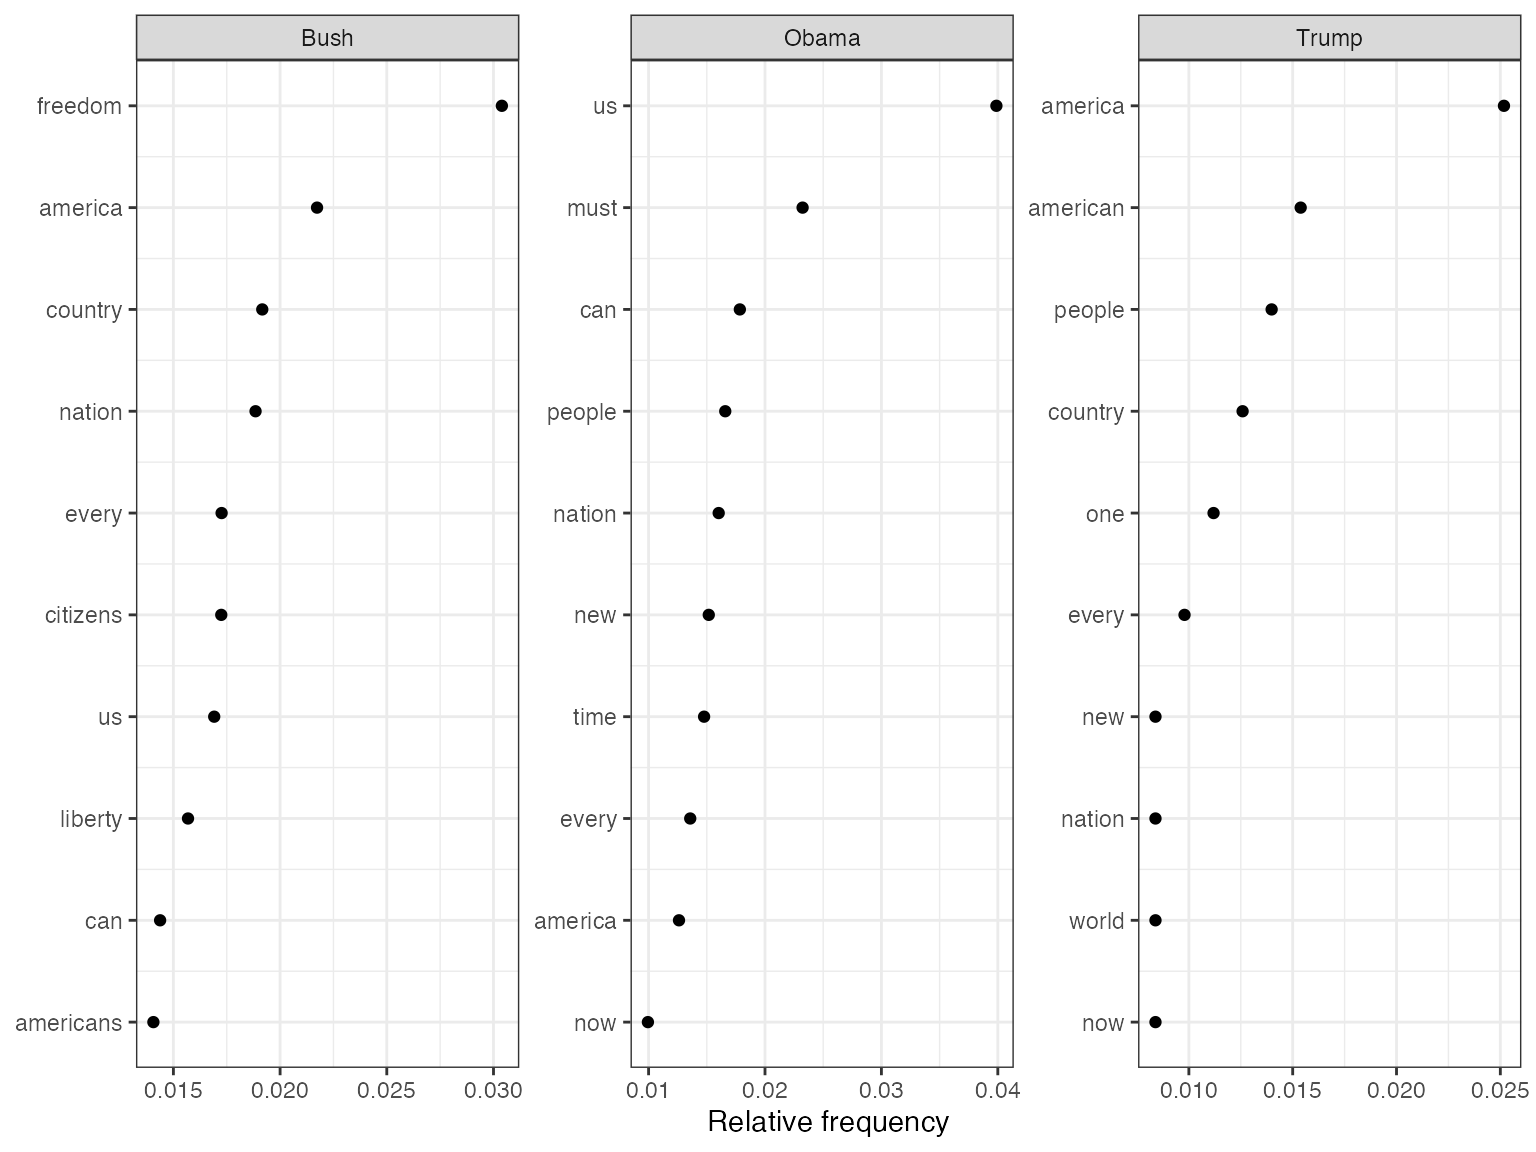 Bush
Obama
Trump
freedom
america
country
nation
every
citizens
us
liberty
can
americans
0.015 0.020 0.025 0.030
us
must
can
people
nation
new
time
every
america
now
0.01 0.02 0.03 0.04
america
american
people
country
one
every
new
nation
world
now
0.010 0.015 0.020 0.025
Relative frequency